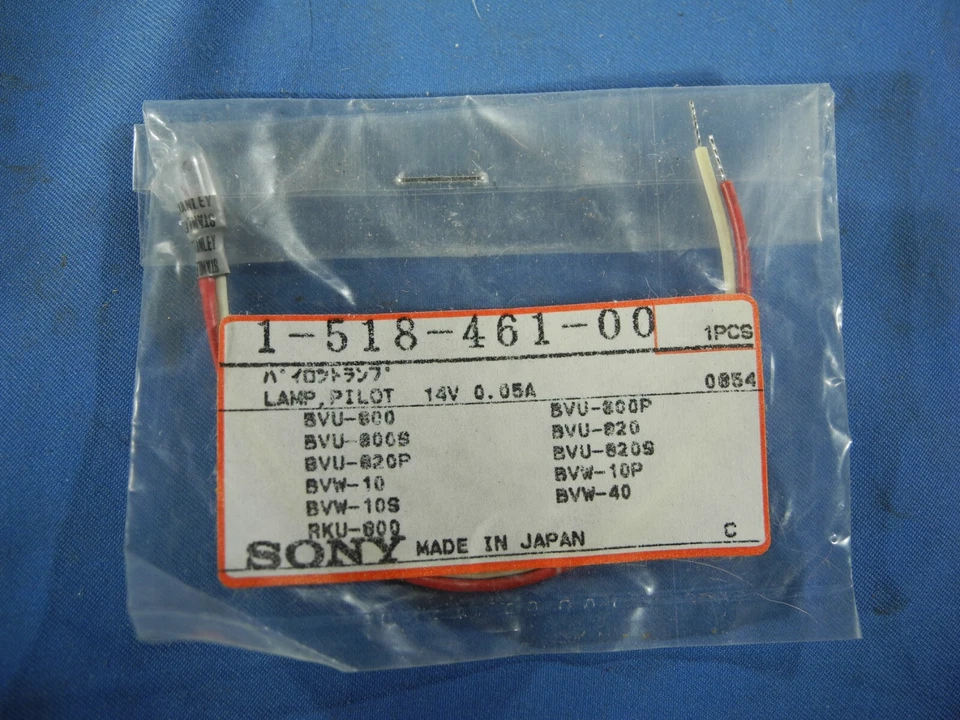 STANLEY
STANLEY
1-518-461-00
1PCS
パイロットランプ
0854
LAMP,PILOT 14V 0.05A
BVU-800 BVU-800P
BVU-800S BVU-820
BVU-820P BVU-820S
BVW-10 BVW-10P
BVW-10S BVW-40
RKU-800
SONY MADE IN JAPAN C